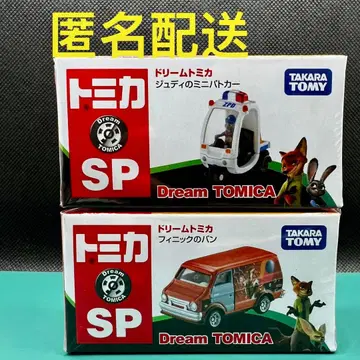 匿名配送
トミカ
Dream
TOMICA
SP
ドリームトミカ
ジュディのミニパトカー
TAKARA
TOMY
ZPD
Dream TOMICA
トミカ
Dream
TOMICA
SP
ドリームトミカ
フィニックのバン
TAKARA
TOMY
Dream TOMICA